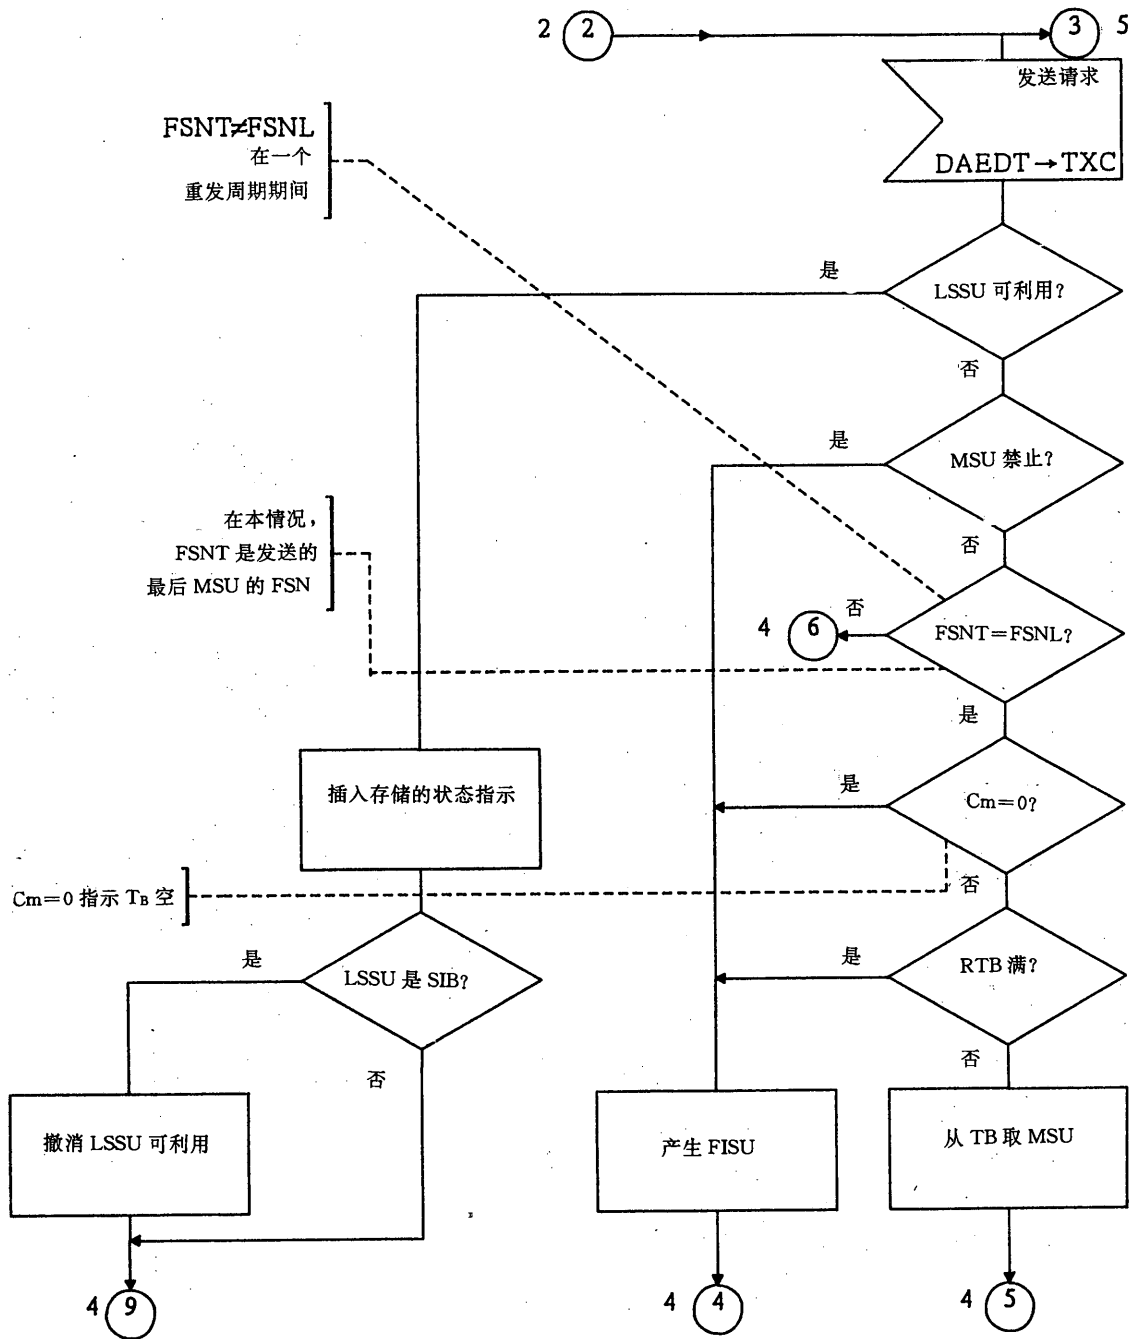 2 2 3 5
发送请求
DAEDT→TXC
FSNT≠FSNL
在一个
重发周期期间
是
LSSU 可利用?
否
是
MSU 禁止?
否
在本情况,
FSNT 是发送的
最后 MSU 的 FSN
4 6 否
FSNT=FSNL?
是
插入存储的状态指示
是
Cm=0?
Cm=0 指示 TB 空
否
是
LSSU 是 SIB?
是
RTB 满?
否
否
撤消 LSSU 可利用
产生 FISU
从 TB 取 MSU
4 9
4 4
4 5